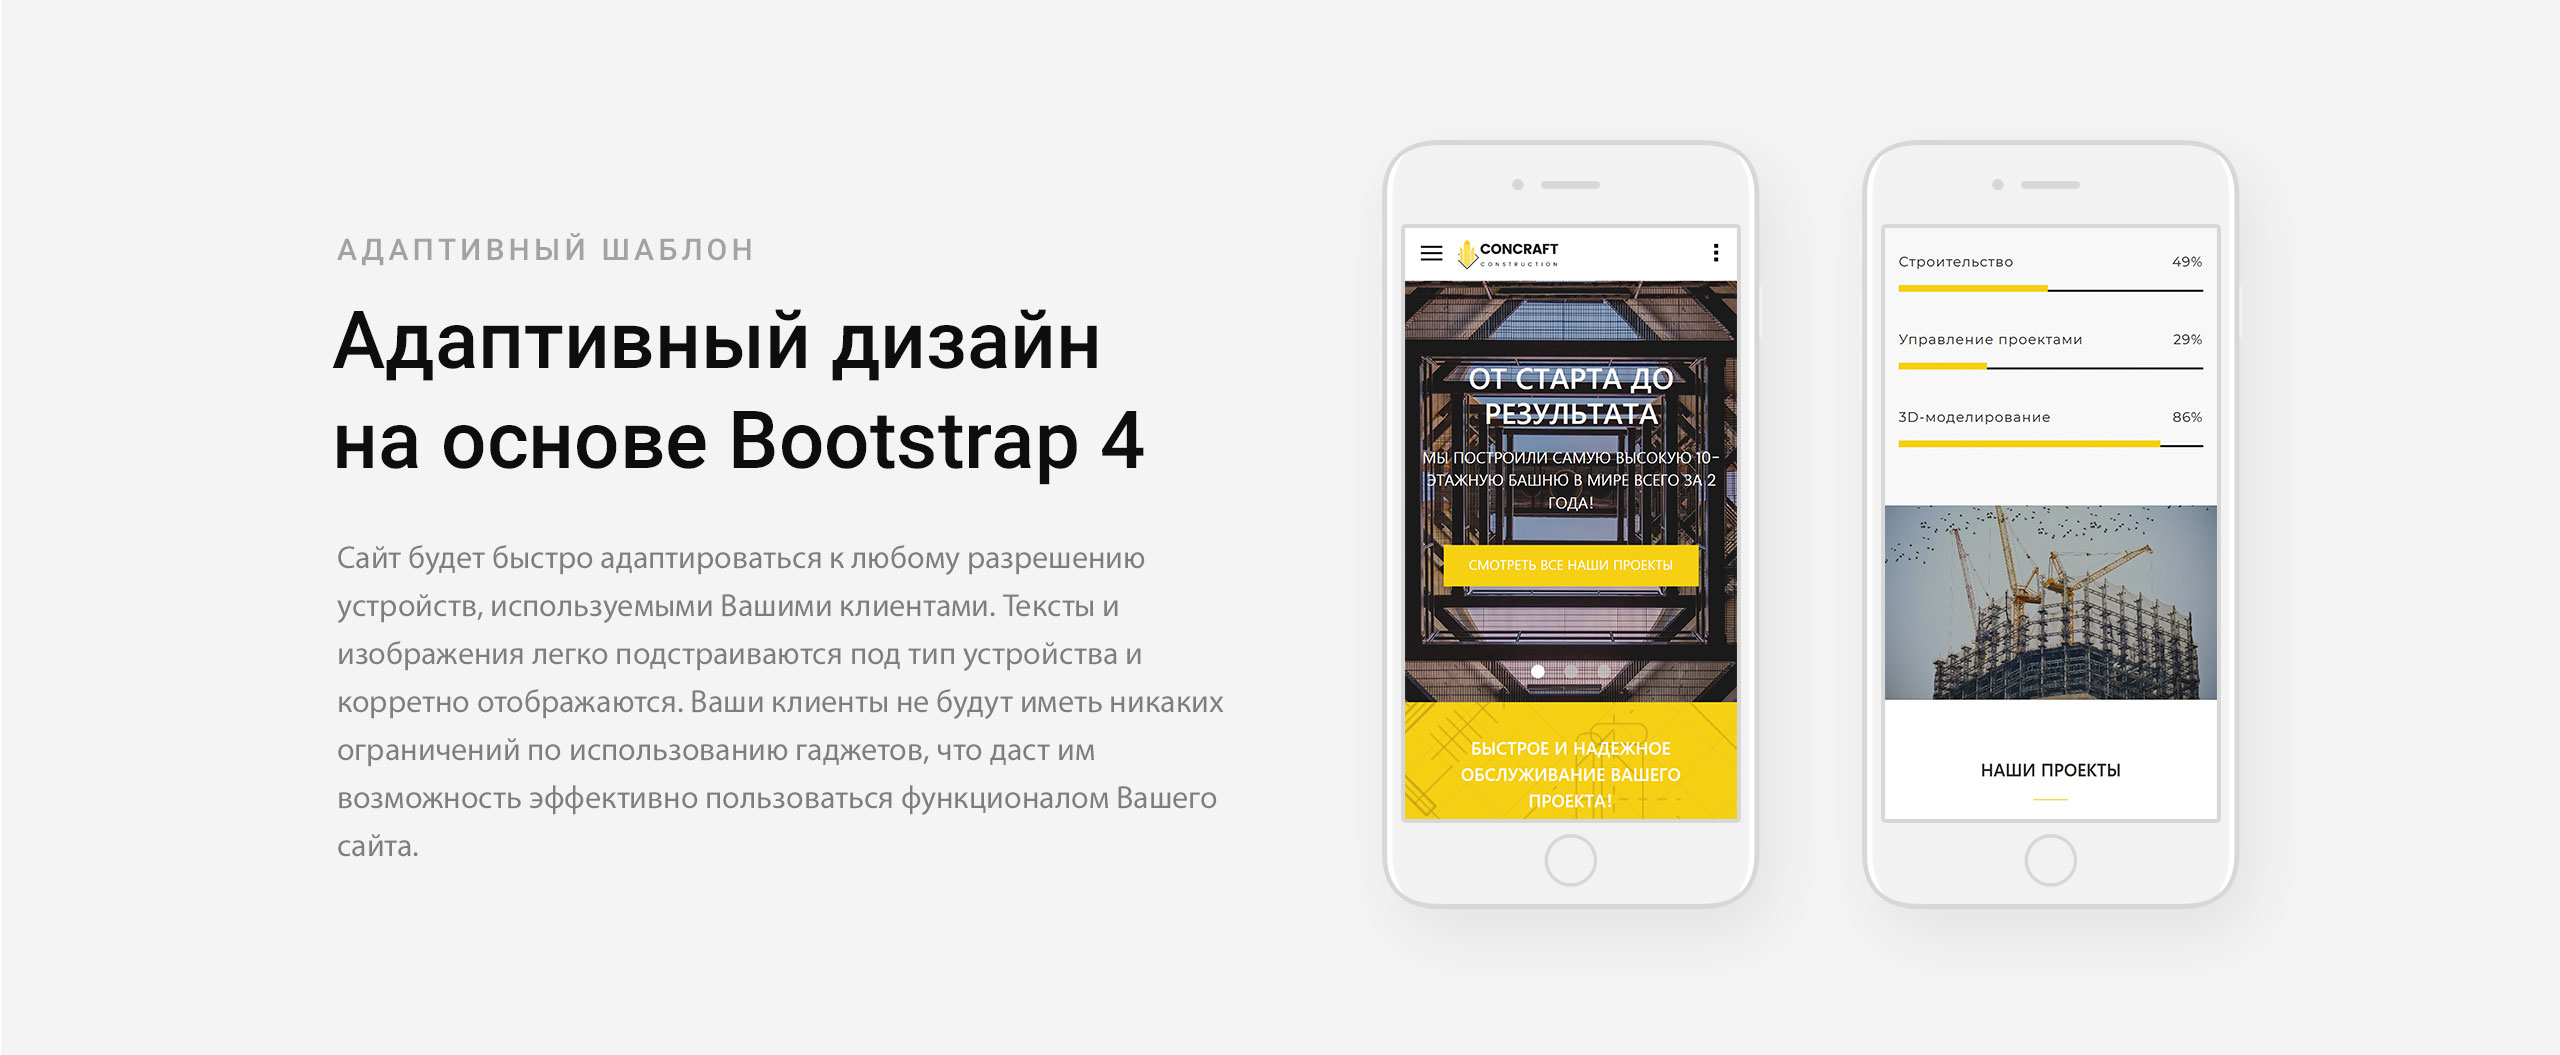 АДАПТИВНЫЙ ШАБЛОН
Адаптивный дизайн
на основе Bootstrap 4
Сайт будет быстро адаптироваться к любому разрешению
устройств, используемыми Вашими клиентами. Тексты и
изображения легко подстраиваются под тип устройства и
корретно отображаются. Ваши клиенты не будут иметь никаких
ограничений по использованию гаджетов, что даст им
возможность эффективно пользоваться функционалом Вашего
сайта.
CONCRAFT
CONSTRUCTION
ОТ СТАРТА ДО
РЕЗУЛЬТАТА
МЫ ПОСТРОИЛИ САМУЮ ВЫСОКУЮ 10-
ЭТАЖНУЮ БАШНЮ В МИРЕ ВСЕГО ЗА 2
ГОДА!
СМОТРЕТЬ ВСЕ НАШИ ПРОЕКТЫ
БЫСТРОЕ И НАДЕЖНОЕ
ОБСЛУЖИВАНИЕ ВАШЕГО
ПРОЕКТА!
Строительство 49%
Управление проектами 29%
3D-моделирование 86%
НАШИ ПРОЕКТЫ